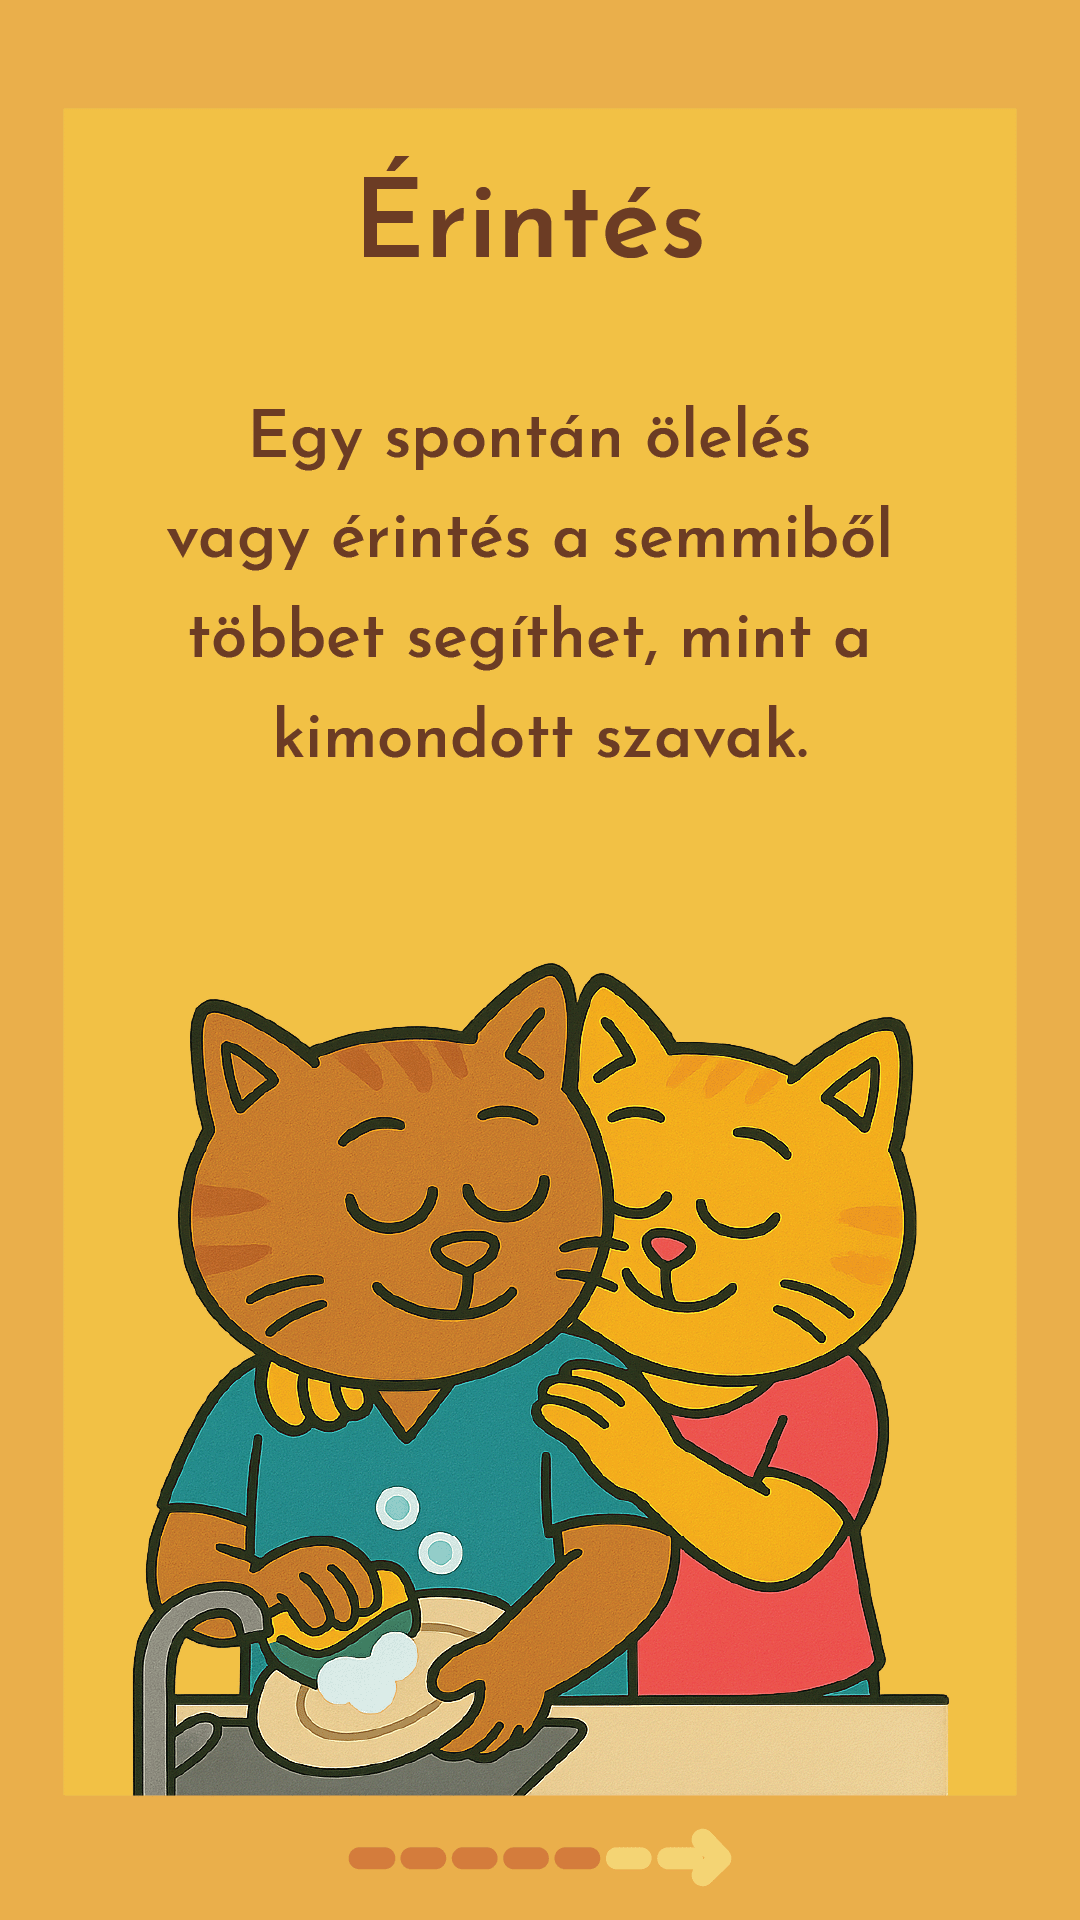 Érintés
Egy spontán ölelés
vagy érintés a semmiből
többet segíthet, mint a
kimondott szavak.